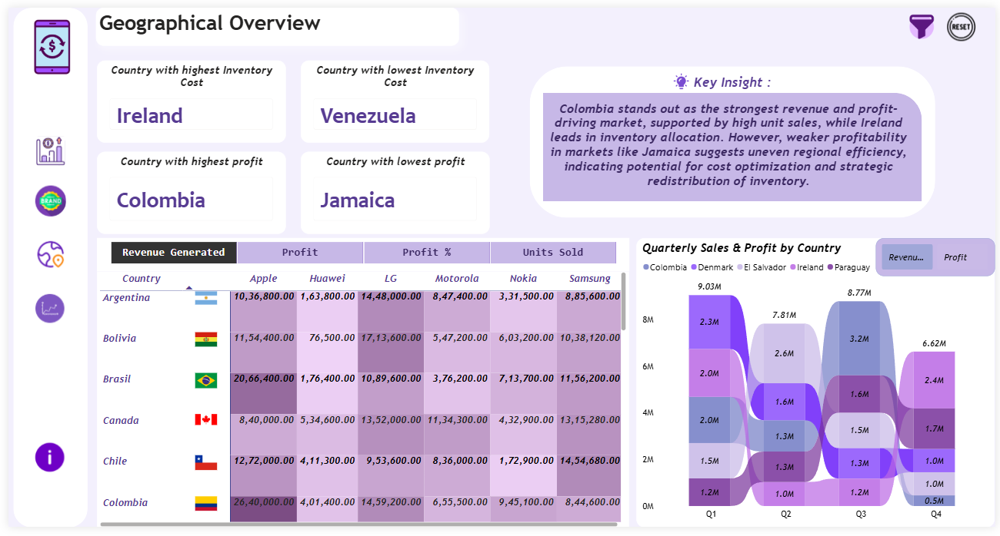 Geographical Overview
RESET
Country with highest Inventory
Cost
Ireland
Country with lowest Inventory
Cost
Venezuela
Country with highest profit
Colombia
Country with lowest profit
Jamaica
Key Insight :
Colombia stands out as the strongest revenue and profit-
driving market, supported by high unit sales, while Ireland
leads in inventory allocation. However, weaker profitability
in markets like Jamaica suggests uneven regional efficiency,
indicating potential for cost optimization and strategic
redistribution of inventory.
$
BRAND
i
Revenue Generated Profit Profit % Units Sold
Country Apple Huawei LG Motorola Nokia Samsung
Argentina 10,36,800.00 1,63,800.00 14,48,000.00 8,47,400.00 3,31,500.00 8,85,600.00
Bolivia 11,54,400.00 76,500.00 17,13,600.00 5,47,200.00 6,03,200.00 10,38,120.00
Brasil 20,66,400.00 1,76,400.00 10,89,600.00 3,76,200.00 7,13,700.00 11,56,200.00
Canada 8,40,000.00 5,34,600.00 13,52,000.00 11,34,300.00 4,32,900.00 13,15,280.00
Chile 12,72,000.00 4,11,300.00 9,53,600.00 8,36,000.00 1,72,900.00 14,54,680.00
Colombia 26,40,000.00 4,01,400.00 14,59,200.00 6,55,500.00 9,45,100.00 8,44,600.00
Quarterly Sales & Profit by Country
Revenu... Profit
Colombia Denmark El Salvador Ireland Paraguay
8M
6M
4M
2M
0M
9.03M
2.3M
2.0M
2.0M
1.5M
1.2M
Q1
7.81M
2.6M
1.6M
1.3M
1.3M
1.0M
Q2
8.77M
3.2M
1.6M
1.5M
1.3M
1.2M
Q3
6.62M
2.4M
1.7M
1.0M
1.0M
0.5M
Q4